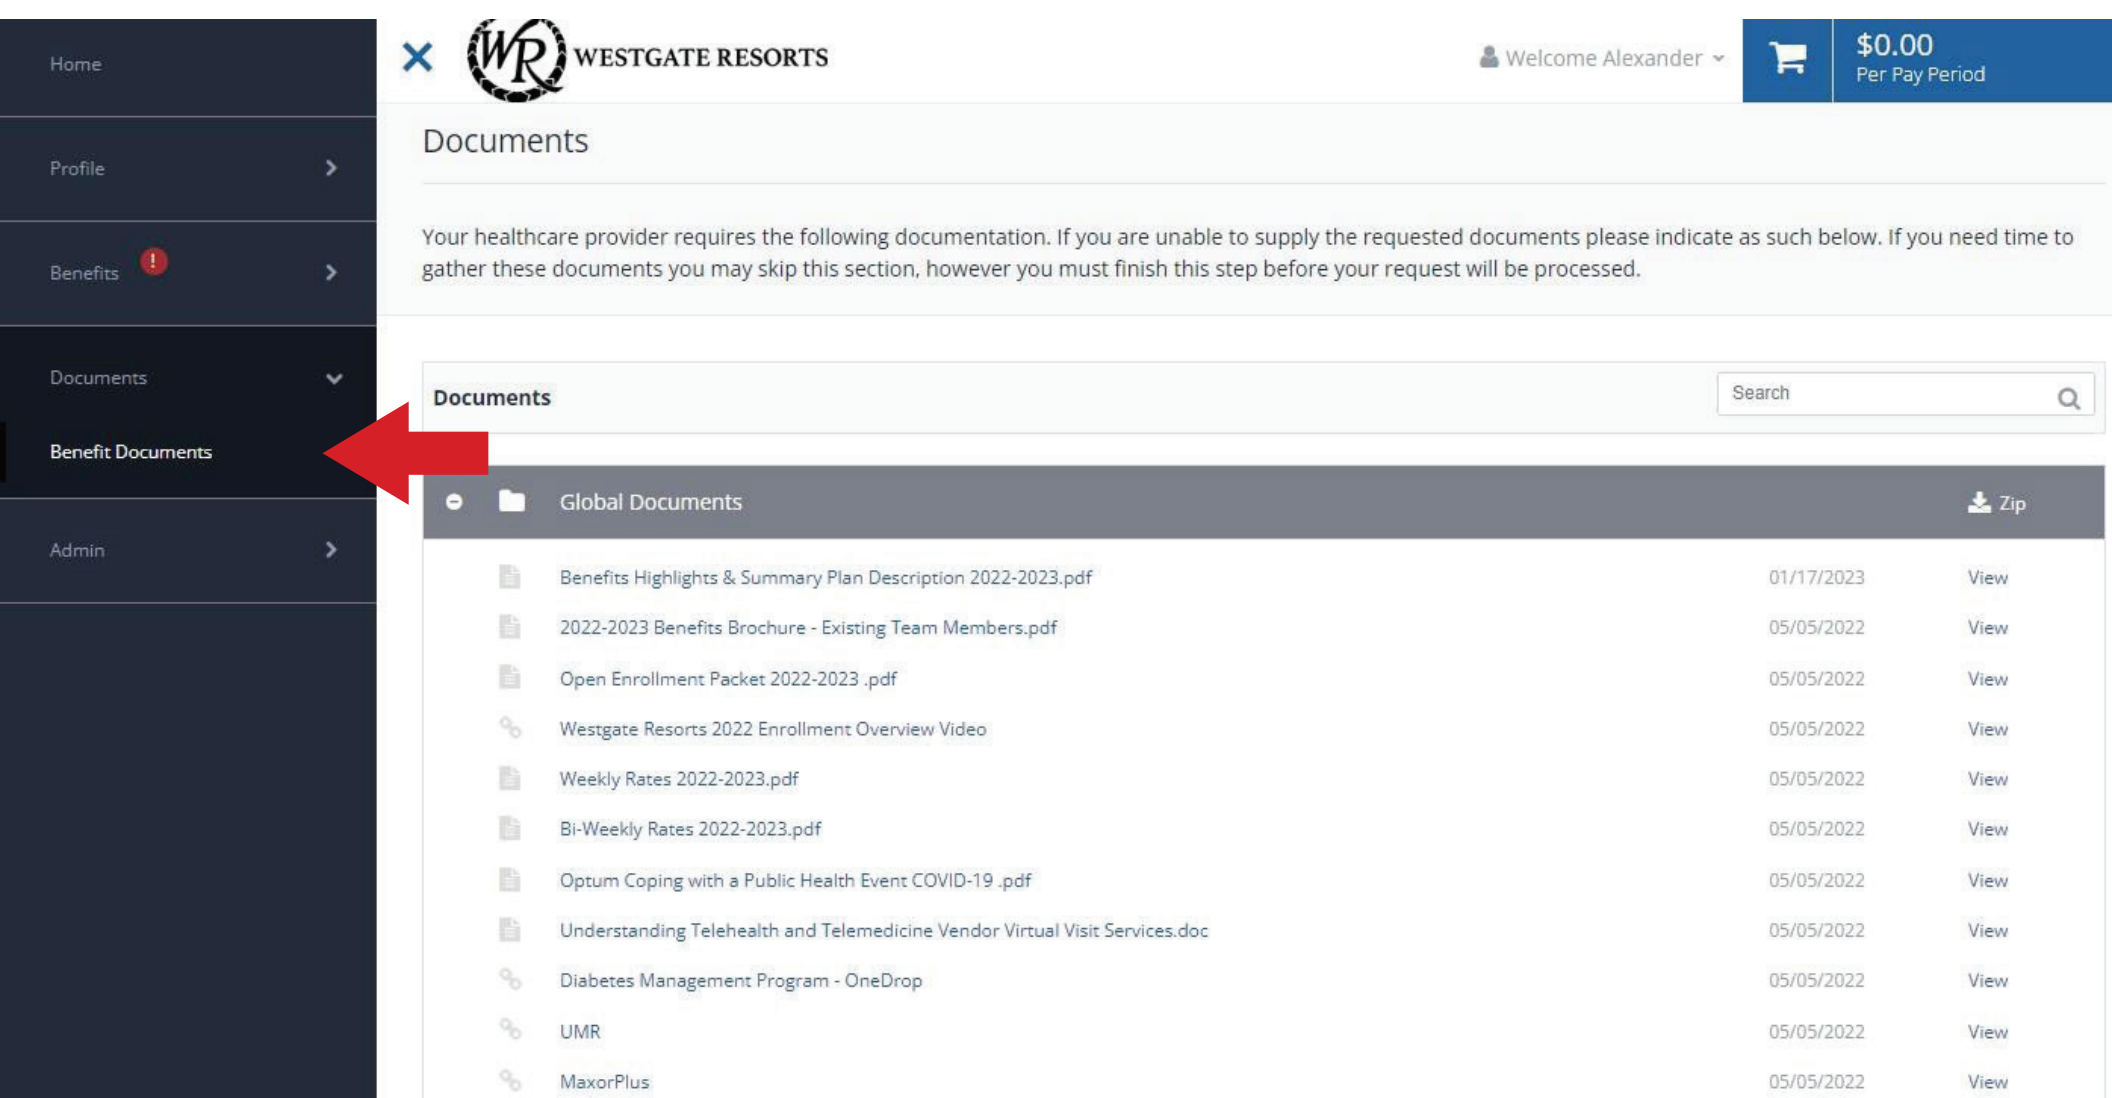 Home
Profile
Benefits
!
Documents
Benefit Documents
Admin
WR WESTGATE RESORTS
Welcome Alexander
$0.00
Per Pay Period
Documents
Your healthcare provider requires the following documentation. If you are unable to supply the requested documents please indicate as such below. If you need time to
gather these documents you may skip this section, however you must finish this step before your request will be processed.
Documents
Search
Global Documents Zip
Benefits Highlights & Summary Plan Description 2022-2023.pdf 01/17/2023 View
2022-2023 Benefits Brochure - Existing Team Members.pdf 05/05/2022 View
Open Enrollment Packet 2022-2023 .pdf 05/05/2022 View
Westgate Resorts 2022 Enrollment Overview Video 05/05/2022 View
Weekly Rates 2022-2023.pdf 05/05/2022 View
Bi-Weekly Rates 2022-2023.pdf 05/05/2022 View
Optum Coping with a Public Health Event COVID-19 .pdf 05/05/2022 View
Understanding Telehealth and Telemedicine Vendor Virtual Visit Services.doc 05/05/2022 View
Diabetes Management Program - OneDrop 05/05/2022 View
UMR 05/05/2022 View
MaxorPlus 05/05/2022 View